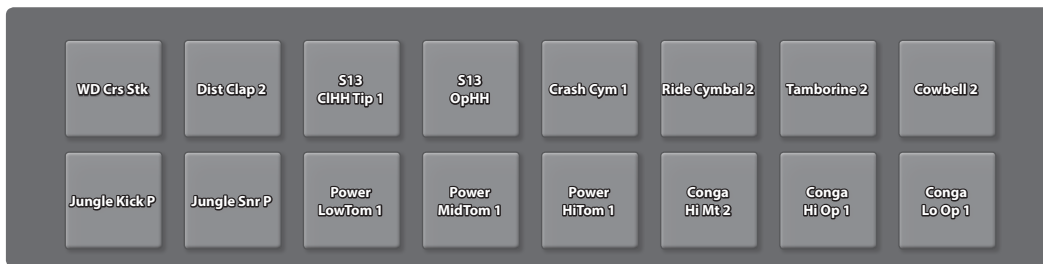 WD Crs Stk
Dist Clap 2
S13
ClHH Tip 1
S13
OpHH
Crash Cym 1
Ride Cymbal 2
Tamborine 2
Cowbell 2
Jungle Kick P
Jungle Snr P
Power
LowTom 1
Power
MidTom 1
Power
HiTom 1
Conga
Hi Mt 2
Conga
Hi Op 1
Conga
Lo Op 1